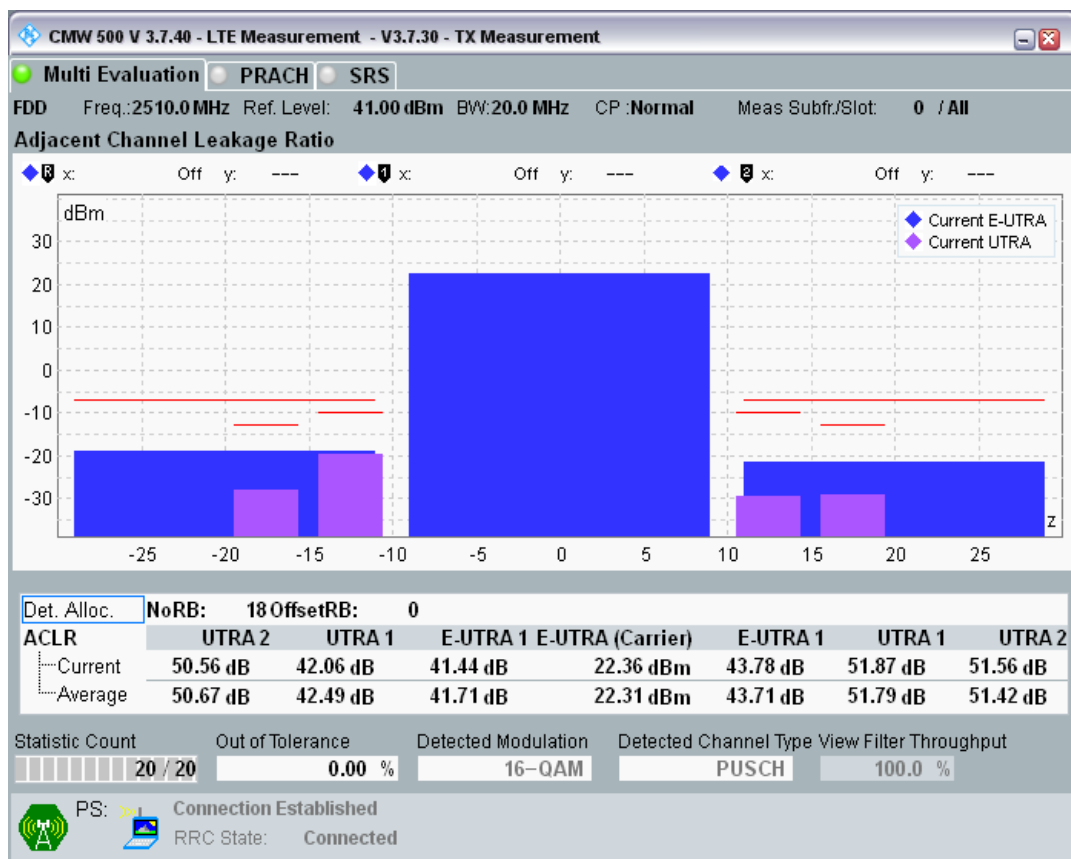 CMW 500 V 3.7.40 - LTE Measurement - V3.7.30 - TX Measurement
Multi Evaluation PRACH SRS
FDD Freq.:2510.0 MHz Ref. Level: 41.00 dBm BW:20.0 MHz CP :Normal Meas Subfr./Slot: 0 / All
Adjacent Channel Leakage Ratio
R x: Off y: --- 1 x: Off y: --- 2 x: Off y: ---
dBm
Current E-UTRA
Current UTRA
30
20
10
0
-10
-20
-30
z
-25 -20 -15 -10 -5 0 5 10 15 20 25
Det. Alloc. NoRB: 18 OffsetRB: 0
ACLR UTRA 2 UTRA 1 E-UTRA 1 E-UTRA (Carrier) E-UTRA 1 UTRA 1 UTRA 2
Current 50.56 dB 42.06 dB 41.44 dB 22.36 dBm 43.78 dB 51.87 dB 51.56 dB
Average 50.67 dB 42.49 dB 41.71 dB 22.31 dBm 43.71 dB 51.79 dB 51.42 dB
Statistic Count Out of Tolerance Detected Modulation Detected Channel Type View Filter Throughput
20 / 20 0.00 % 16-QAM PUSCH 100.0 %
PS: Connection Established
RRC State: Connected